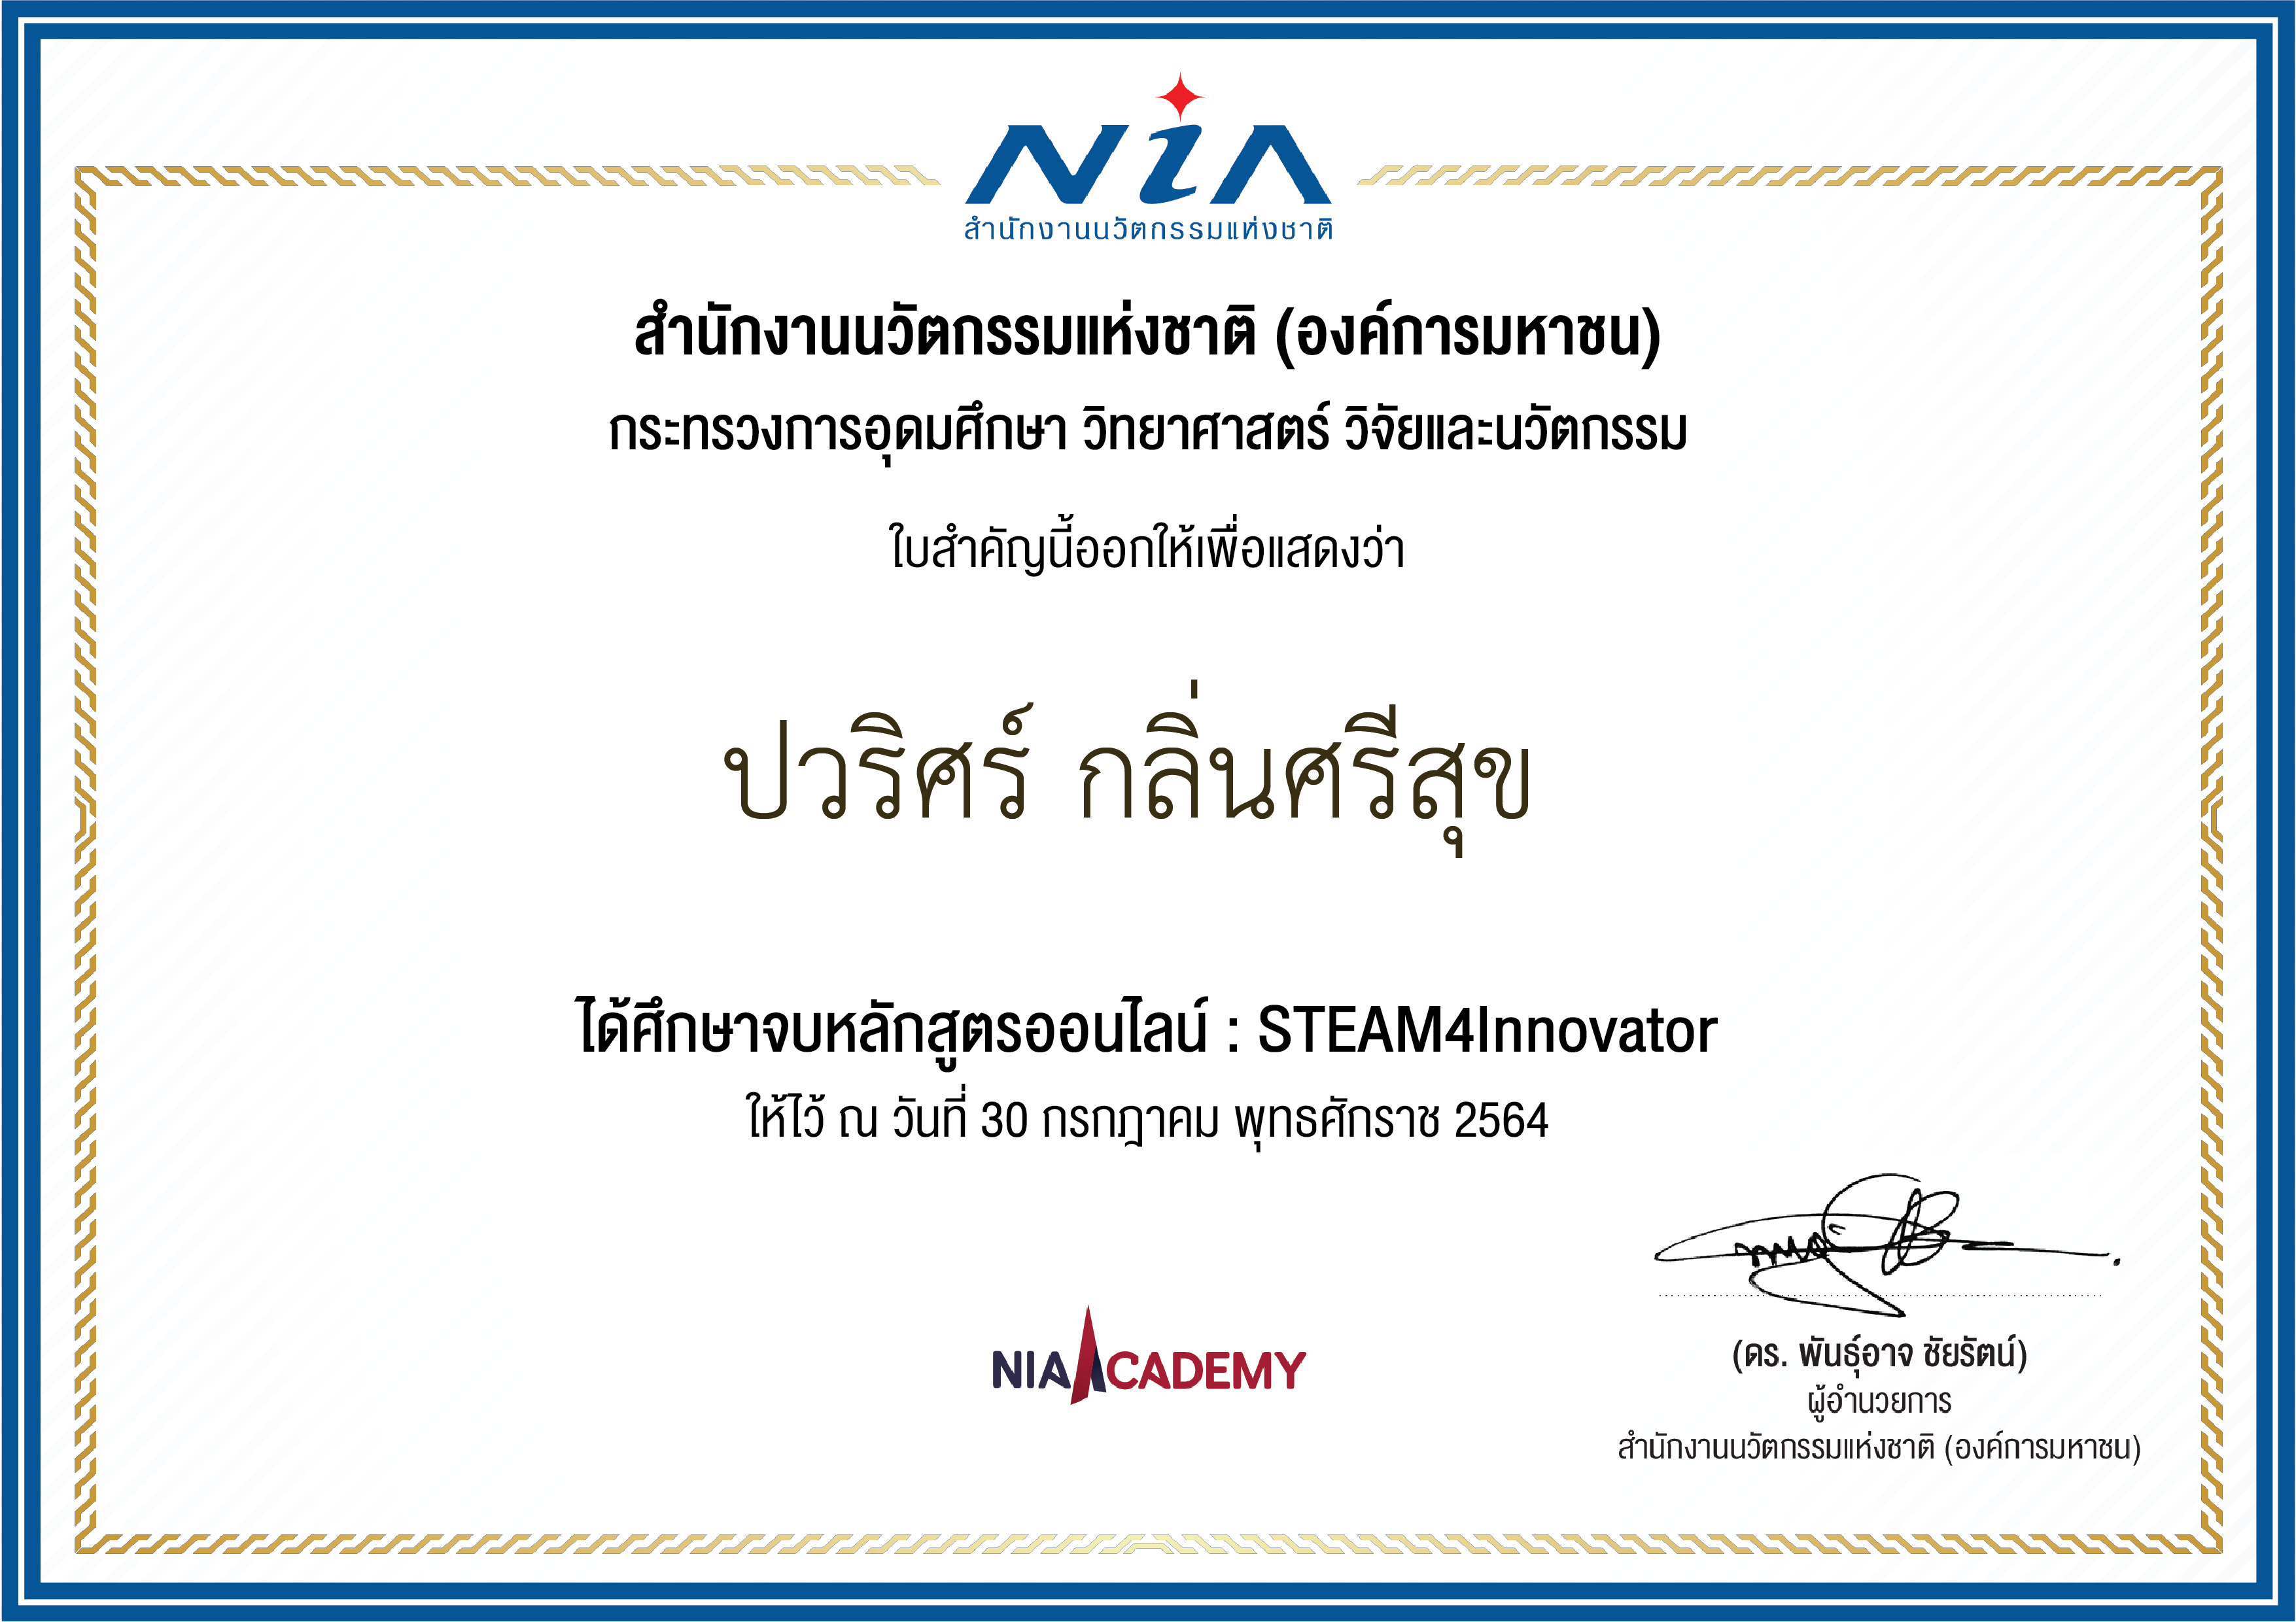 NiA
สำนักงานนวัตกรรมแห่งชาติ
สำนักงานนวัตกรรมแห่งชาติ (องค์การมหาชน)
กระทรวงการอุดมศึกษา วิทยาศาสตร์ วิจัยและนวัตกรรม
ใบสำคัญนี้ออกให้เพื่อแสดงว่า
ปวริศร์ กลิ่นศรีสุข
ได้ศึกษาจบหลักสูตรออนไลน์ : STEAM4Innovator
ให้ไว้ ณ วันที่ 30 กรกฎาคม พุทธศักราช 2564
NIA ACADEMY
(ดร. พันธุ์อาจ ชัยรัตน์)
ผู้อำนวยการ
สำนักงานนวัตกรรมแห่งชาติ (องค์การมหาชน)